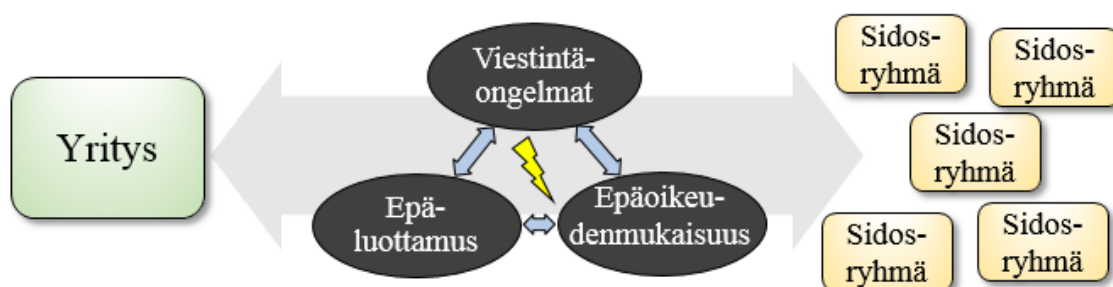 Yritys
Viestintä-
ongelmat
Epä-
luottamus
Epäoikeu-
denmukaisuus
Sidos-
ryhmä
Sidos-
ryhmä
Sidos-
ryhmä
Sidos-
ryhmä
Sidos-
ryhmä